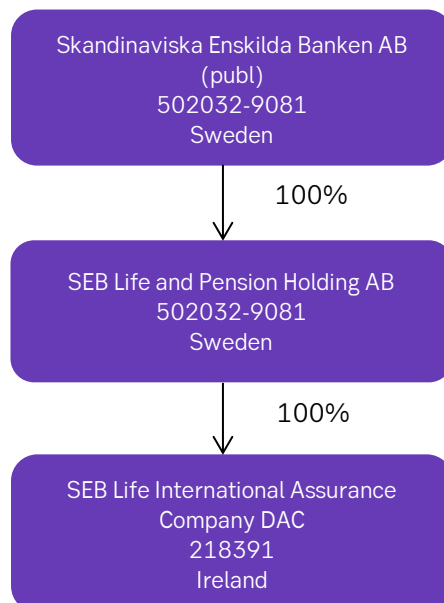 Skandinaviska Enskilda Banken AB
(publ)
502032-9081
Sweden
100%
SEB Life and Pension Holding AB
502032-9081
Sweden
100%
SEB Life International Assurance
Company DAC
218391
Ireland